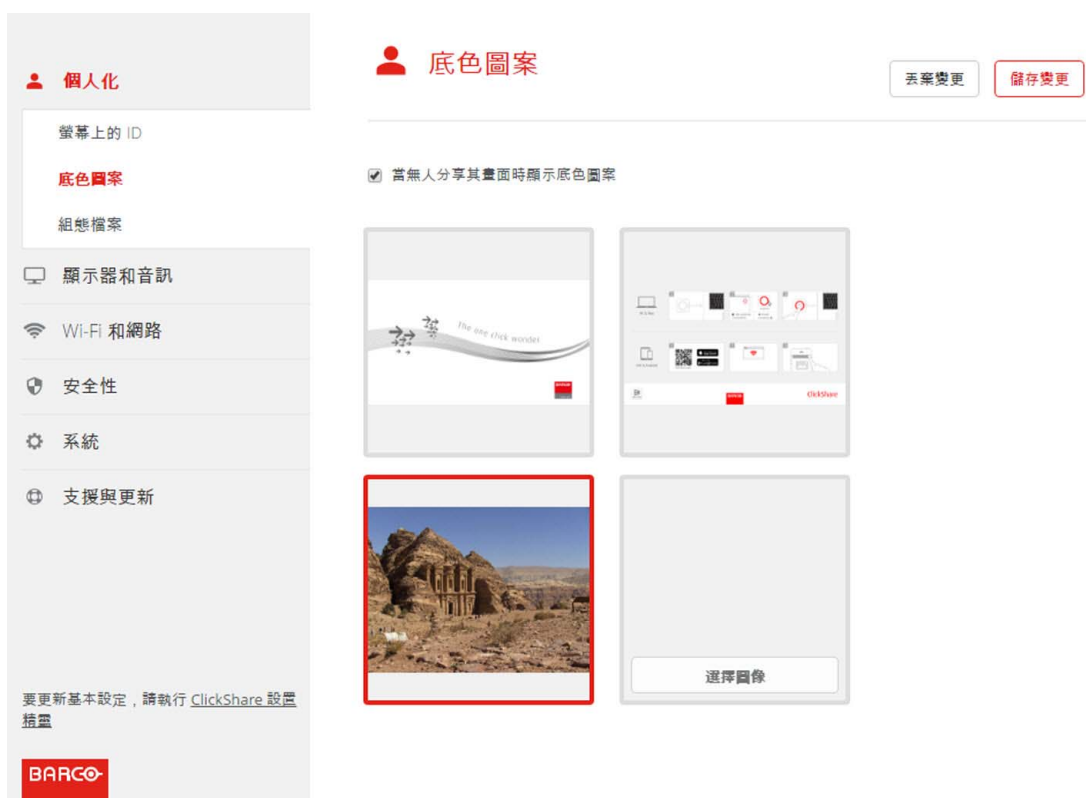 個人化
螢幕上的 ID
底色圖案
組態檔案
顯示器和音訊
Wi-Fi 和網路
安全性
系統
支援與更新
要更新基本設定，請執行 ClickShare 設置
精靈
BARCO
底色圖案
丟棄變更
儲存變更
當無人分享其畫面時顯示底色圖案
The one click wonder
ClickShare
選擇圖像